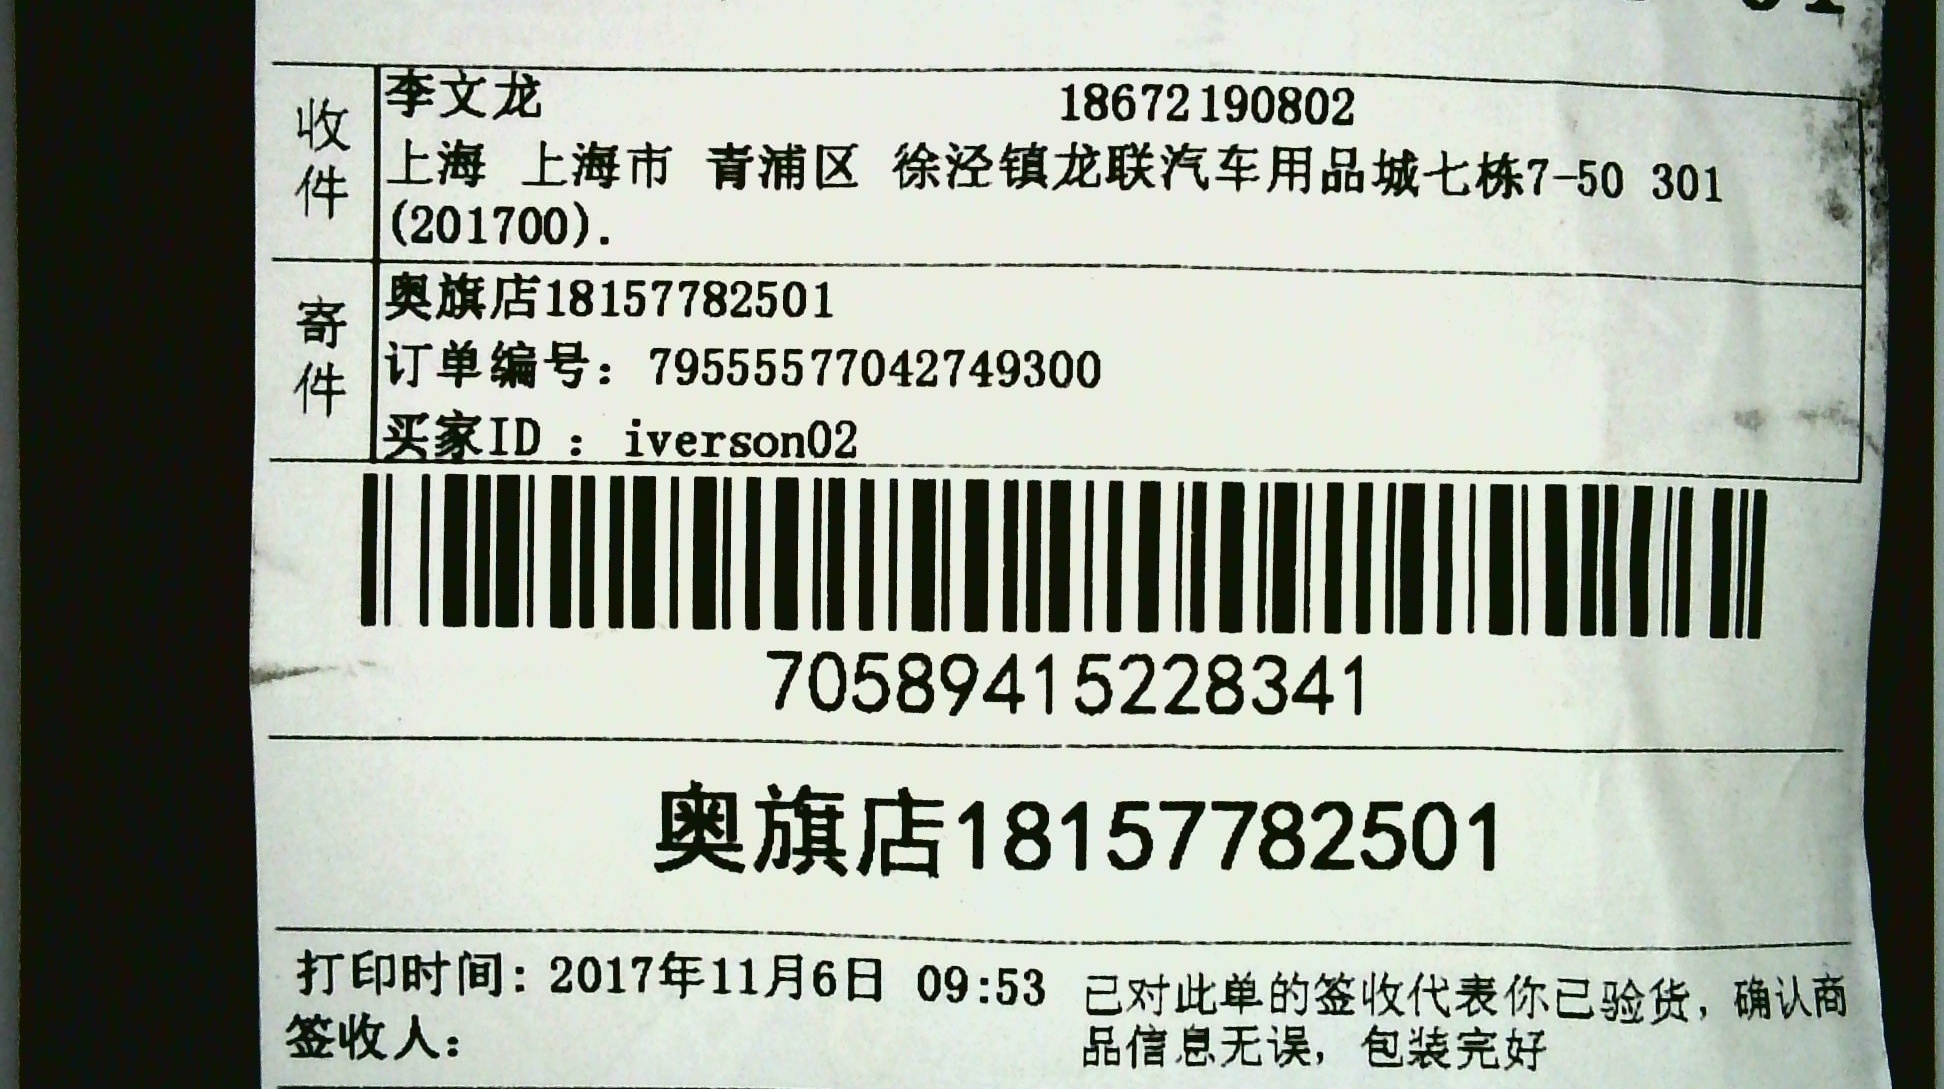 收件
李文龙 18672190802
上海 上海市 青浦区 徐泾镇龙联汽车用品城七栋7-50 301
(201700).
寄件
奥旗店18157782501
订单编号: 79555577042749300
买家ID : iverson02
70589415228341
奥旗店18157782501
打印时间: 2017年11月6日 09:53
签收人:
已对此单的签收代表你已验货，确认商
品信息无误，包装完好